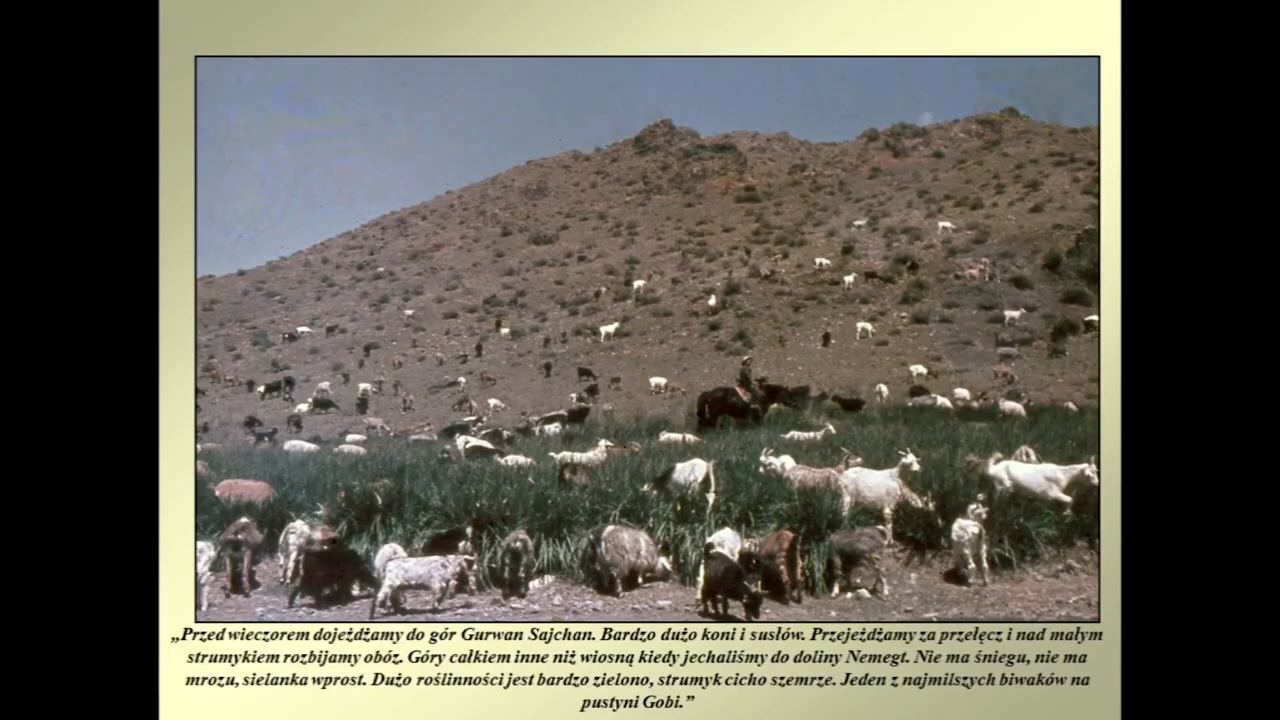 „Przed wieczorem dojeżdżamy do gór Gurwan Sajchan. Bardzo dużo koni i susłów. Przejeżdżamy za przełęcz i nad małym
strumykiem rozbijamy obóz. Góry całkiem inne niż wiosną kiedy jechaliśmy do doliny Nemegt. Nie ma śniegu, nie ma
mrozu, sielanka wprost. Dużo roślinności jest bardzo zielono, strumyk cicho szemrze. Jeden z najmilszych biwaków na
pustyni Gobi.”